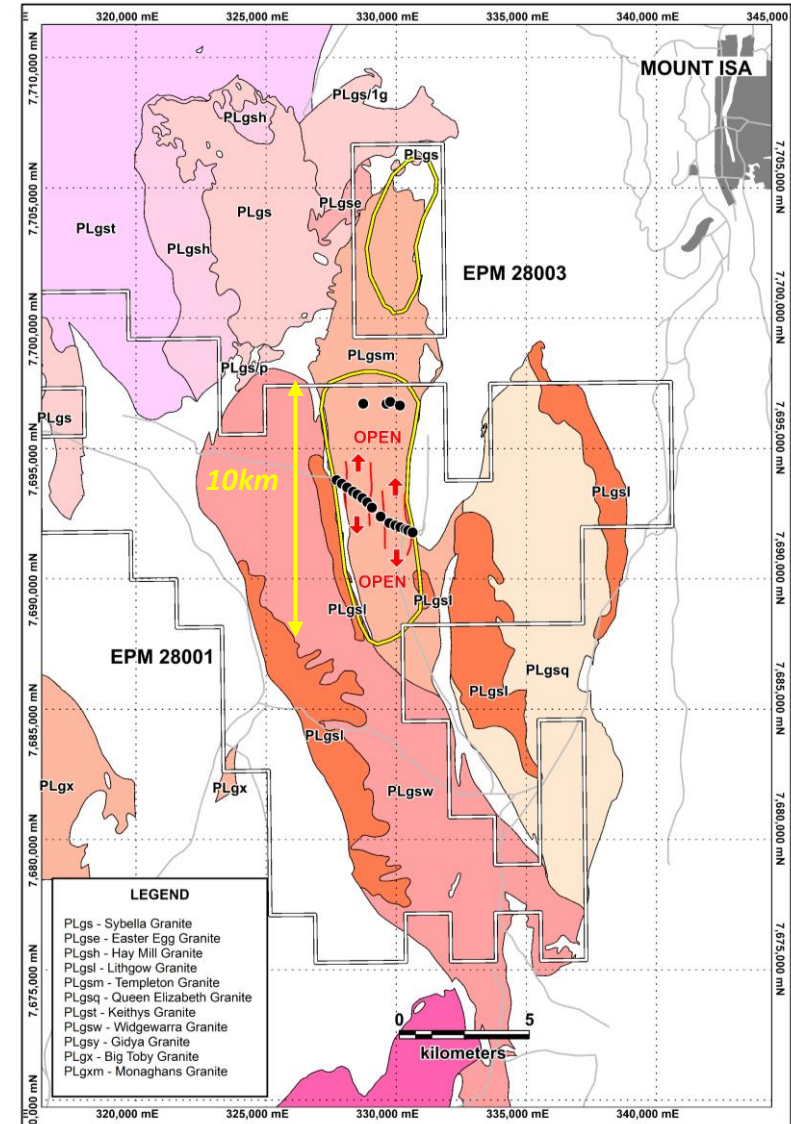 320,000 mE
325,000 mE
330,000 mE
335,000 mE
340,000 mE
345,000
7,710,000 mN
MOUNT ISA
PLgs/1g
PLgsh
PLgs
7,705,000 mN
7,705,000 mN
PLgse
PLgs
PLgst
PLgsh
EPM 28003
7,700,000 mN
7,700,000 mN
PLgsm
PLgs/p
PLgs
7,695,000 mN
7,695,000 mN
OPEN
10km
PLgsl
7,690,000 mN
7,690,000 mN
OPEN
PLgsl
PLgsl
EPM 28001
PLgsq
PLgsl
7,685,000 mN
7,685,000 mN
PLgsl
PLgx
PLgx
PLgsw
7,680,000 mN
7,680,000 mN
LEGEND
PLgs - Sybella Granite
PLgse - Easter Egg Granite
PLgsh - Hay Mill Granite
PLgsl - Lithgow Granite
PLgsm - Templeton Granite
PLgsq - Queen Elizabeth Granite
PLgst - Keithys Granite
PLgsw - Widgewarra Granite
PLgsy - Gidya Granite
PLgx - Big Toby Granite
PLgxm - Monaghans Granite
7,675,000 mN
7,675,000 mN
0
5
kilometers
0,000 mN
320,000 mE
325,000 mE
330,000 mE
335,000 mE
340,000 mE